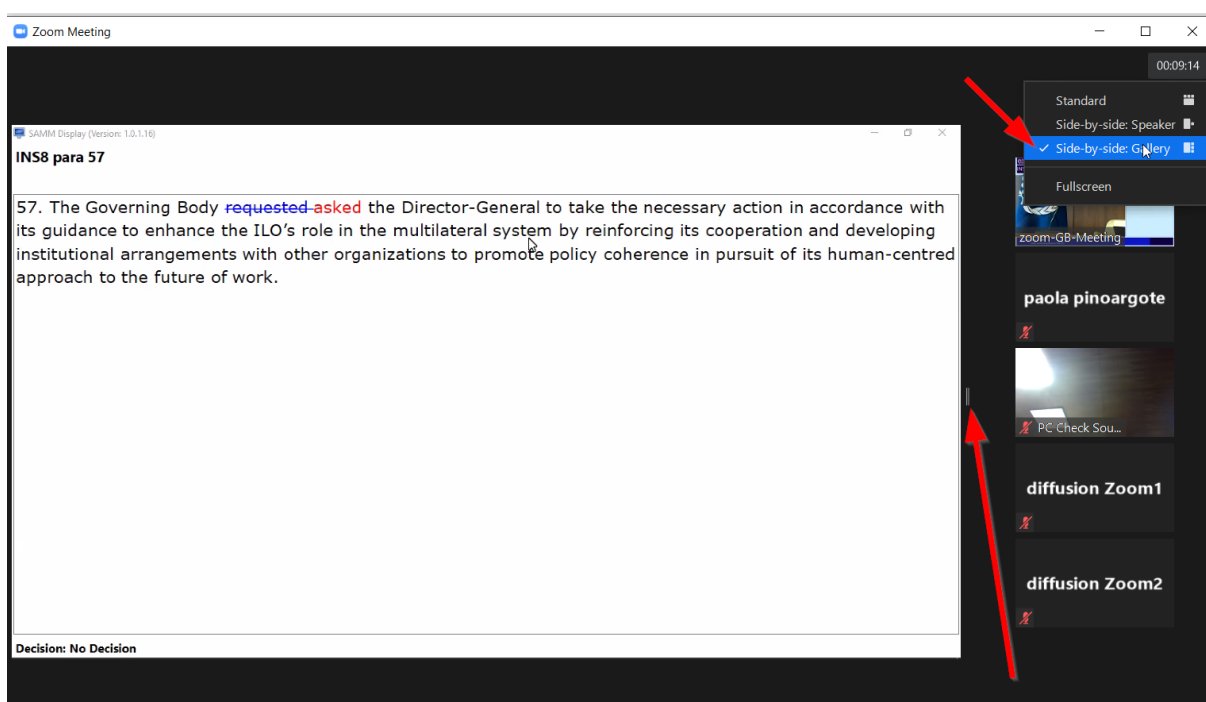 Zoom Meeting
00:09:14
Standard
Side-by-side: Speaker
Side-by-side: Gallery
Fullscreen
SAMM Display (Version: 1.0.1.16)
INS8 para 57
57. The Governing Body requested asked the Director-General to take the necessary action in accordance with
its guidance to enhance the ILO's role in the multilateral system by reinforcing its cooperation and developing
institutional arrangements with other organizations to promote policy coherence in pursuit of its human-centred
approach to the future of work.
Decision: No Decision
zoom-GB-Meeting
paola pinoargote
PC Check Sou...
diffusion Zoom1
diffusion Zoom2